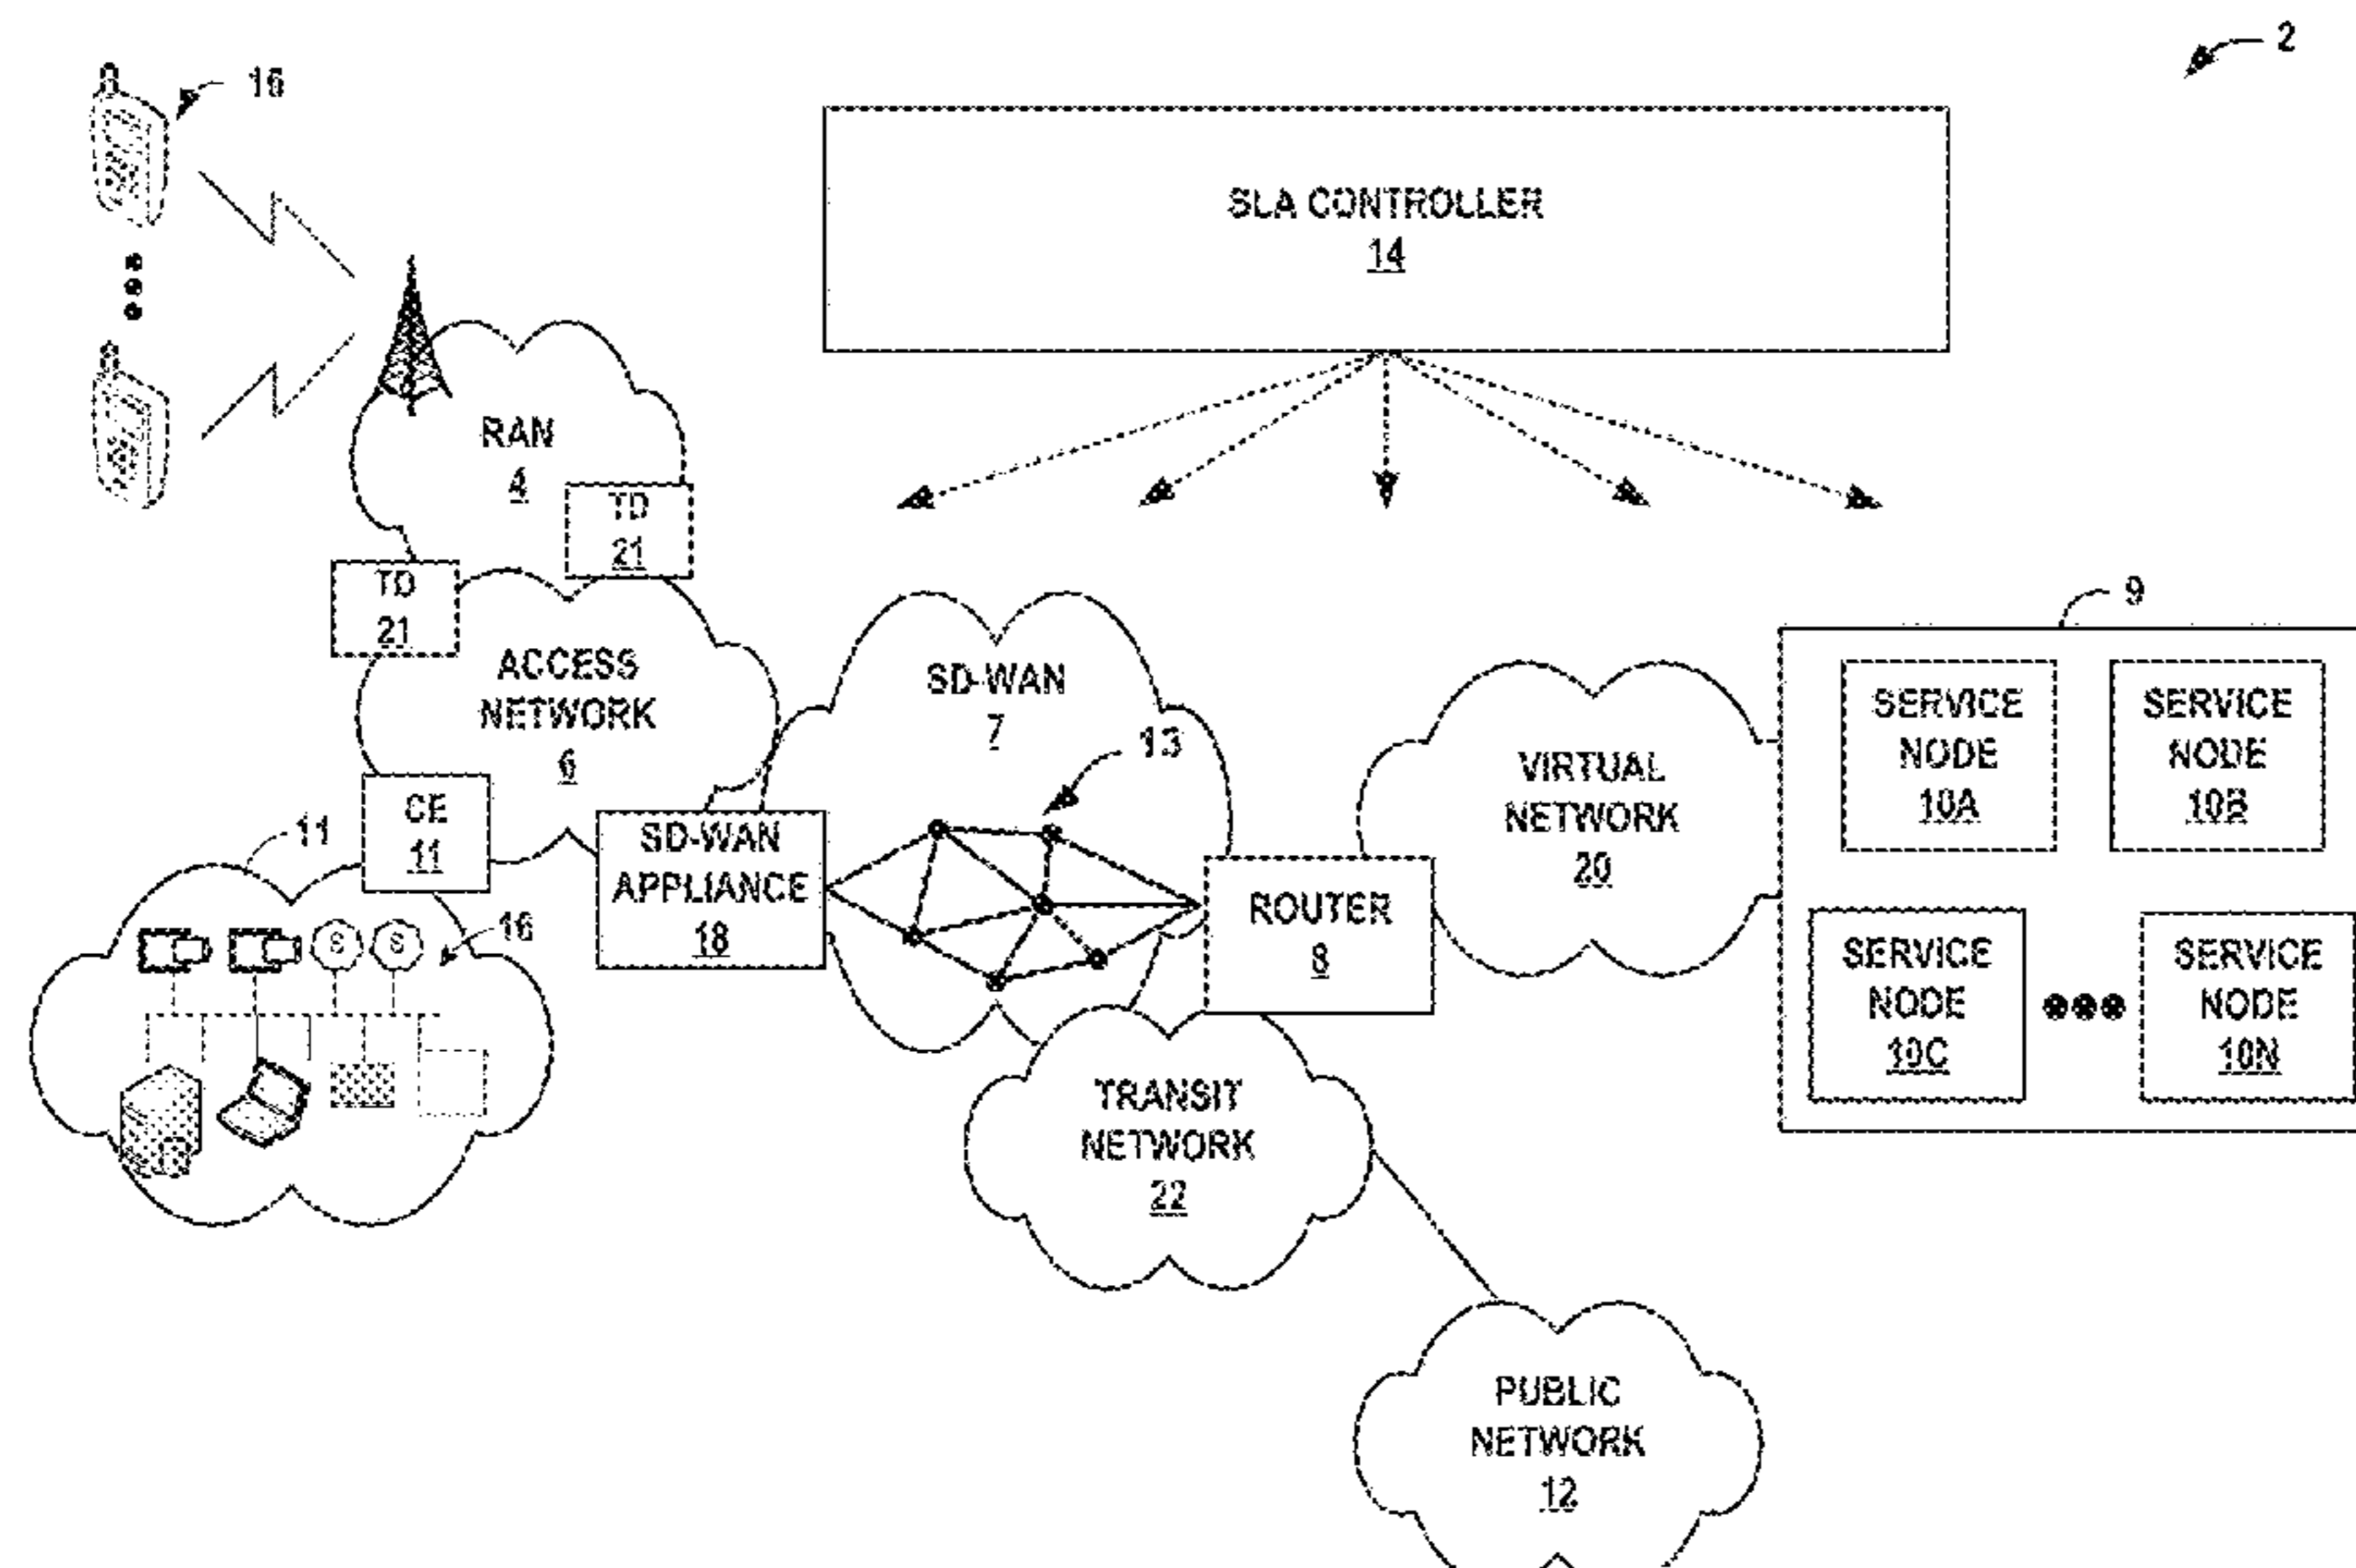 2
16
SLA CONTROLLER
14
RAN
4
TD
21
TD
21
ACCESS
NETWORK
6
SD-WAN
7
13
9
SERVICE
NODE
10A
SERVICE
NODE
10B
VIRTUAL
NETWORK
20
CE
11
11
SD-WAN
APPLIANCE
18
ROUTER
8
16
S
S
SERVICE
NODE
10C
SERVICE
NODE
10N
TRANSIT
NETWORK
22
PUBLIC
NETWORK
12